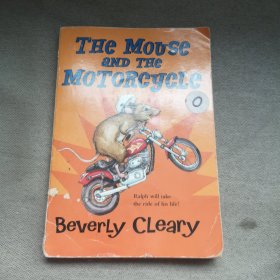 The Mouse
and the
Motorcycle
O
Ralph will take
the ride of his life!
Beverly Cleary